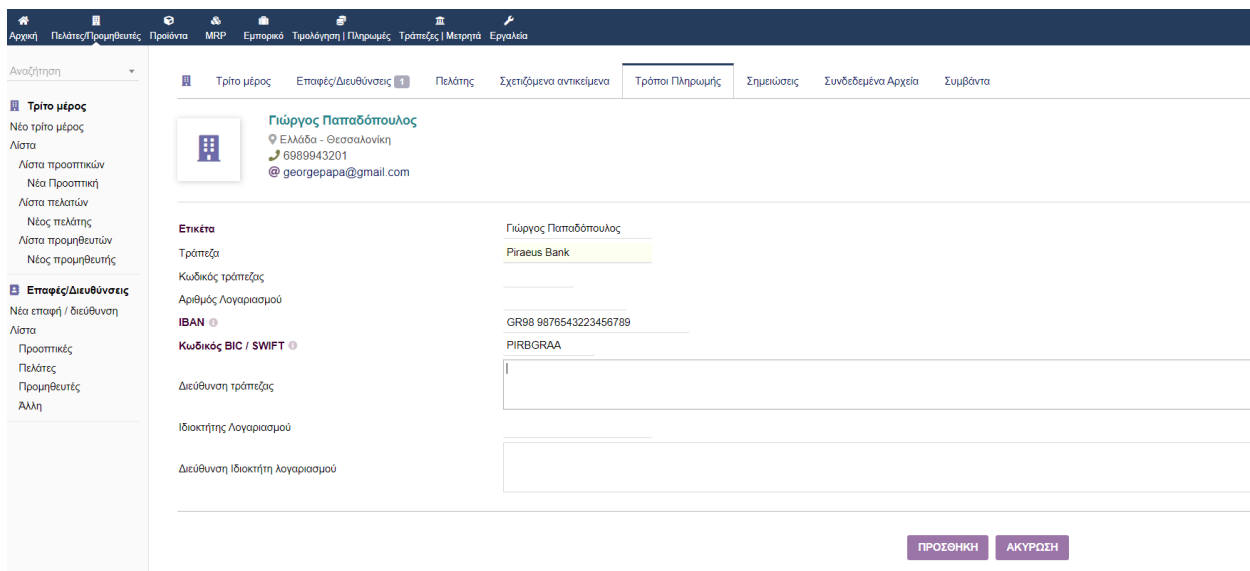 Αρχική Πελάτες/Προμηθευτές Προϊόντα MRP Εμπορικό Τιμολόγηση | Πληρωμές Τράπεζες | Μετρητά Εργαλεία
Αναζήτηση
Τρίτο μέρος
Νέο τρίτο μέρος
Λίστα
Λίστα προοπτικών
Νέα Προοπτική
Λίστα πελατών
Νέος πελάτης
Λίστα προμηθευτών
Νέος προμηθευτής
Επαφές/Διευθύνσεις
Νέα επαφή / διεύθυνση
Λίστα
Προοπτικές
Πελάτες
Προμηθευτές
Άλλη
Τρίτο μέρος Επαφές/Διευθύνσεις 1 Πελάτης Σχετιζόμενα αντικείμενα Τρόποι Πληρωμής Σημειώσεις Συνδεδεμένα Αρχεία Συμβάντα
Γιώργος Παπαδόπουλος
Ελλάδα - Θεσσαλονίκη
6989943201
@ georgepapa@gmail.com
Ετικέτα Γιώργος Παπαδόπουλος
Τράπεζα Piraeus Bank
Κωδικός τράπεζας
Αριθμός Λογαριασμού
IBAN GR98 9876543223456789
Κωδικός BIC / SWIFT PIRBGRAA
Διεύθυνση τράπεζας
Ιδιοκτήτης Λογαριασμού
Διεύθυνση Ιδιοκτήτη λογαριασμού
ΠΡΟΣΘΗΚΗ ΑΚΥΡΩΣΗ